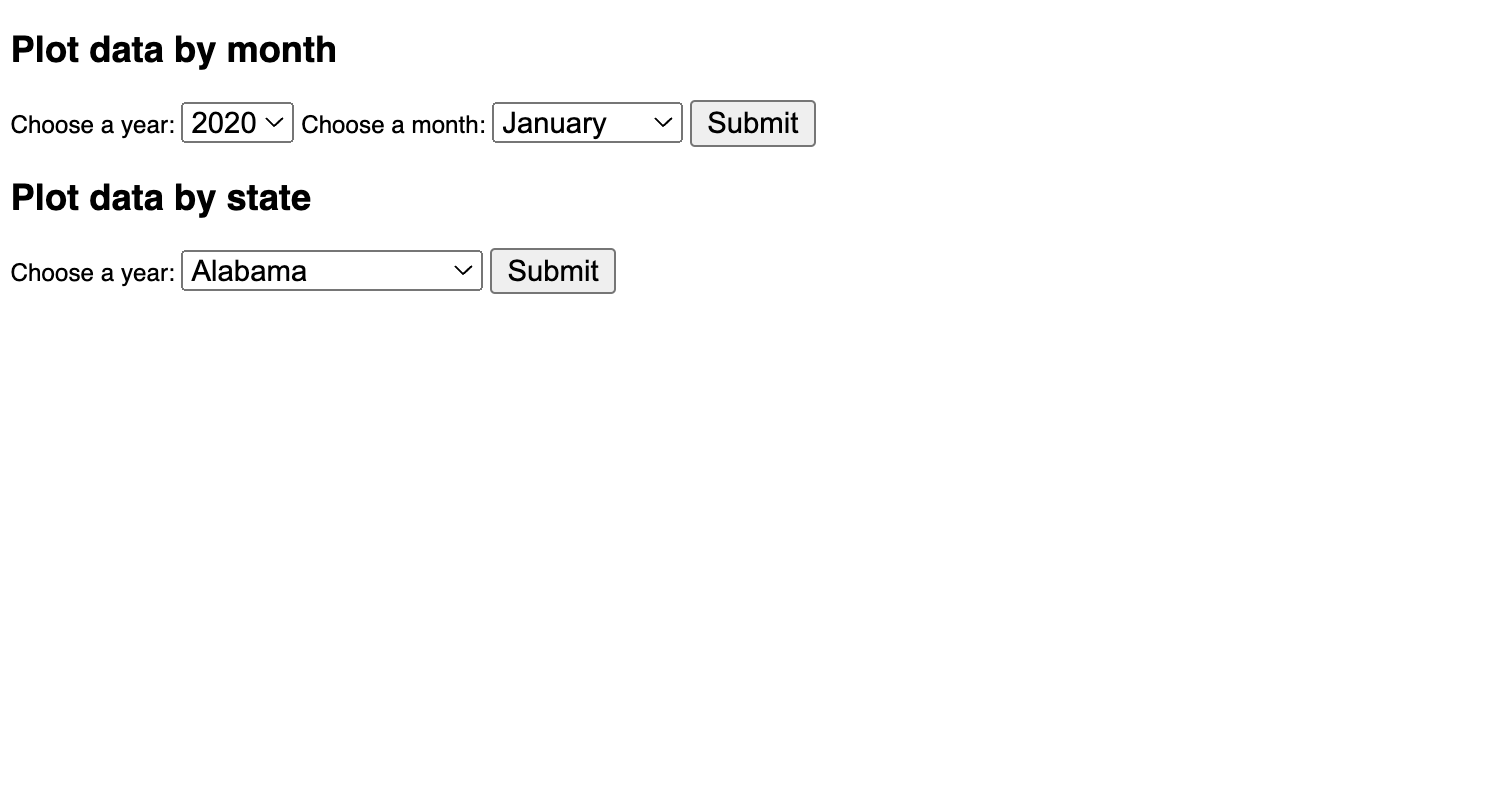 Plot data by month
Choose a year: 2020 Choose a month: January Submit
Plot data by state
Choose a year: Alabama Submit